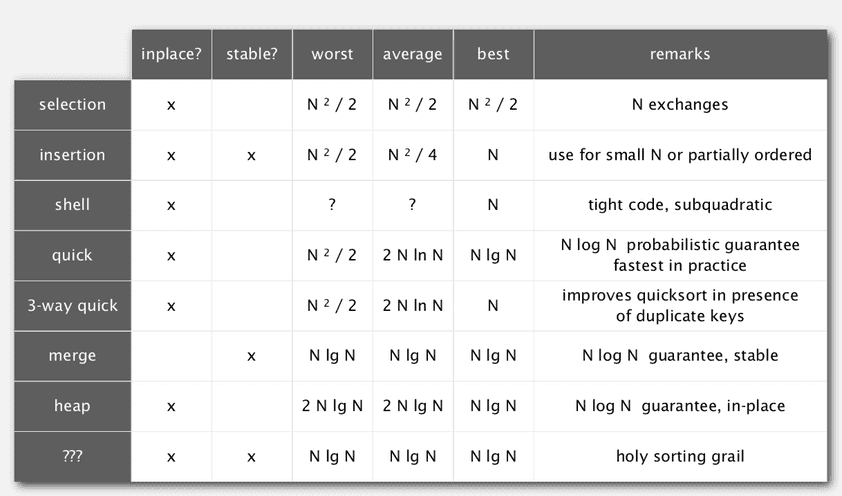 inplace? stable? worst average best remarks
selection x N ² / 2 N ² / 2 N ² / 2 N exchanges
insertion x x N ² / 2 N ² / 4 N use for small N or partially ordered
shell x ? ? N tight code, subquadratic
quick x N ² / 2 2 N ln N N lg N N log N probabilistic guarantee
fastest in practice
3-way quick x N ² / 2 2 N ln N N improves quicksort in presence
of duplicate keys
merge x N lg N N lg N N lg N N log N guarantee, stable
heap x 2 N lg N 2 N lg N N lg N N log N guarantee, in-place
??? x x N lg N N lg N N lg N holy sorting grail